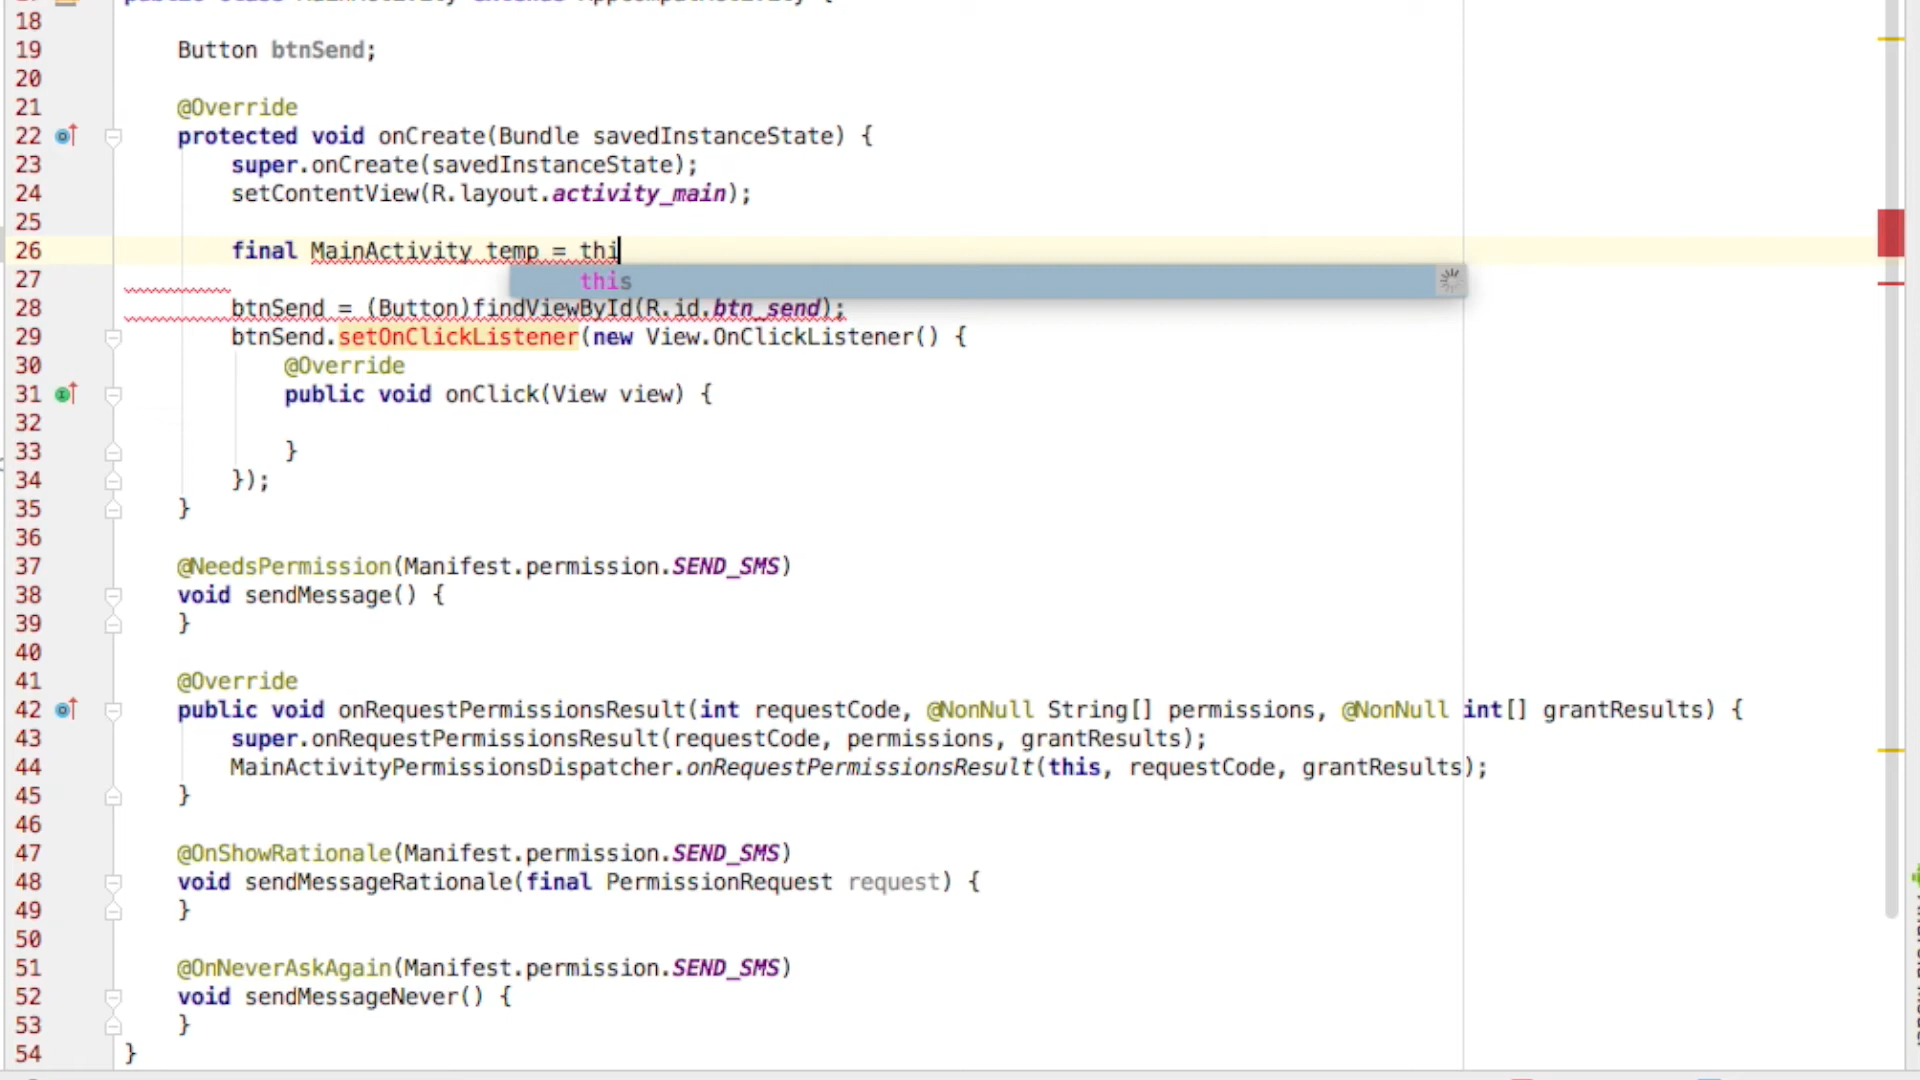 public class MainActivity extends AppCompatActivity {
18
19 Button btnSend;
20
21 @Override
22 protected void onCreate(Bundle savedInstanceState) {
23 super.onCreate(savedInstanceState);
24 setContentView(R.layout.activity_main);
25
26 final MainActivity temp = thi
27 this
28 btnSend = (Button)findViewById(R.id.btn_send);
29 btnSend.setOnClickListener(new View.OnClickListener() {
30 @Override
31 public void onClick(View view) {
32
33 }
34 });
35 }
36
37 @NeedsPermission(Manifest.permission.SEND_SMS)
38 void sendMessage() {
39 }
40
41 @Override
42 public void onRequestPermissionsResult(int requestCode, @NonNull String[] permissions, @NonNull int[] grantResults) {
43 super.onRequestPermissionsResult(requestCode, permissions, grantResults);
44 MainActivityPermissionsDispatcher.onRequestPermissionsResult(this, requestCode, grantResults);
45 }
46
47 @OnShowRationale(Manifest.permission.SEND_SMS)
48 void sendMessageRationale(final PermissionRequest request) {
49 }
50
51 @OnNeverAskAgain(Manifest.permission.SEND_SMS)
52 void sendMessageNever() {
53 }
54 }